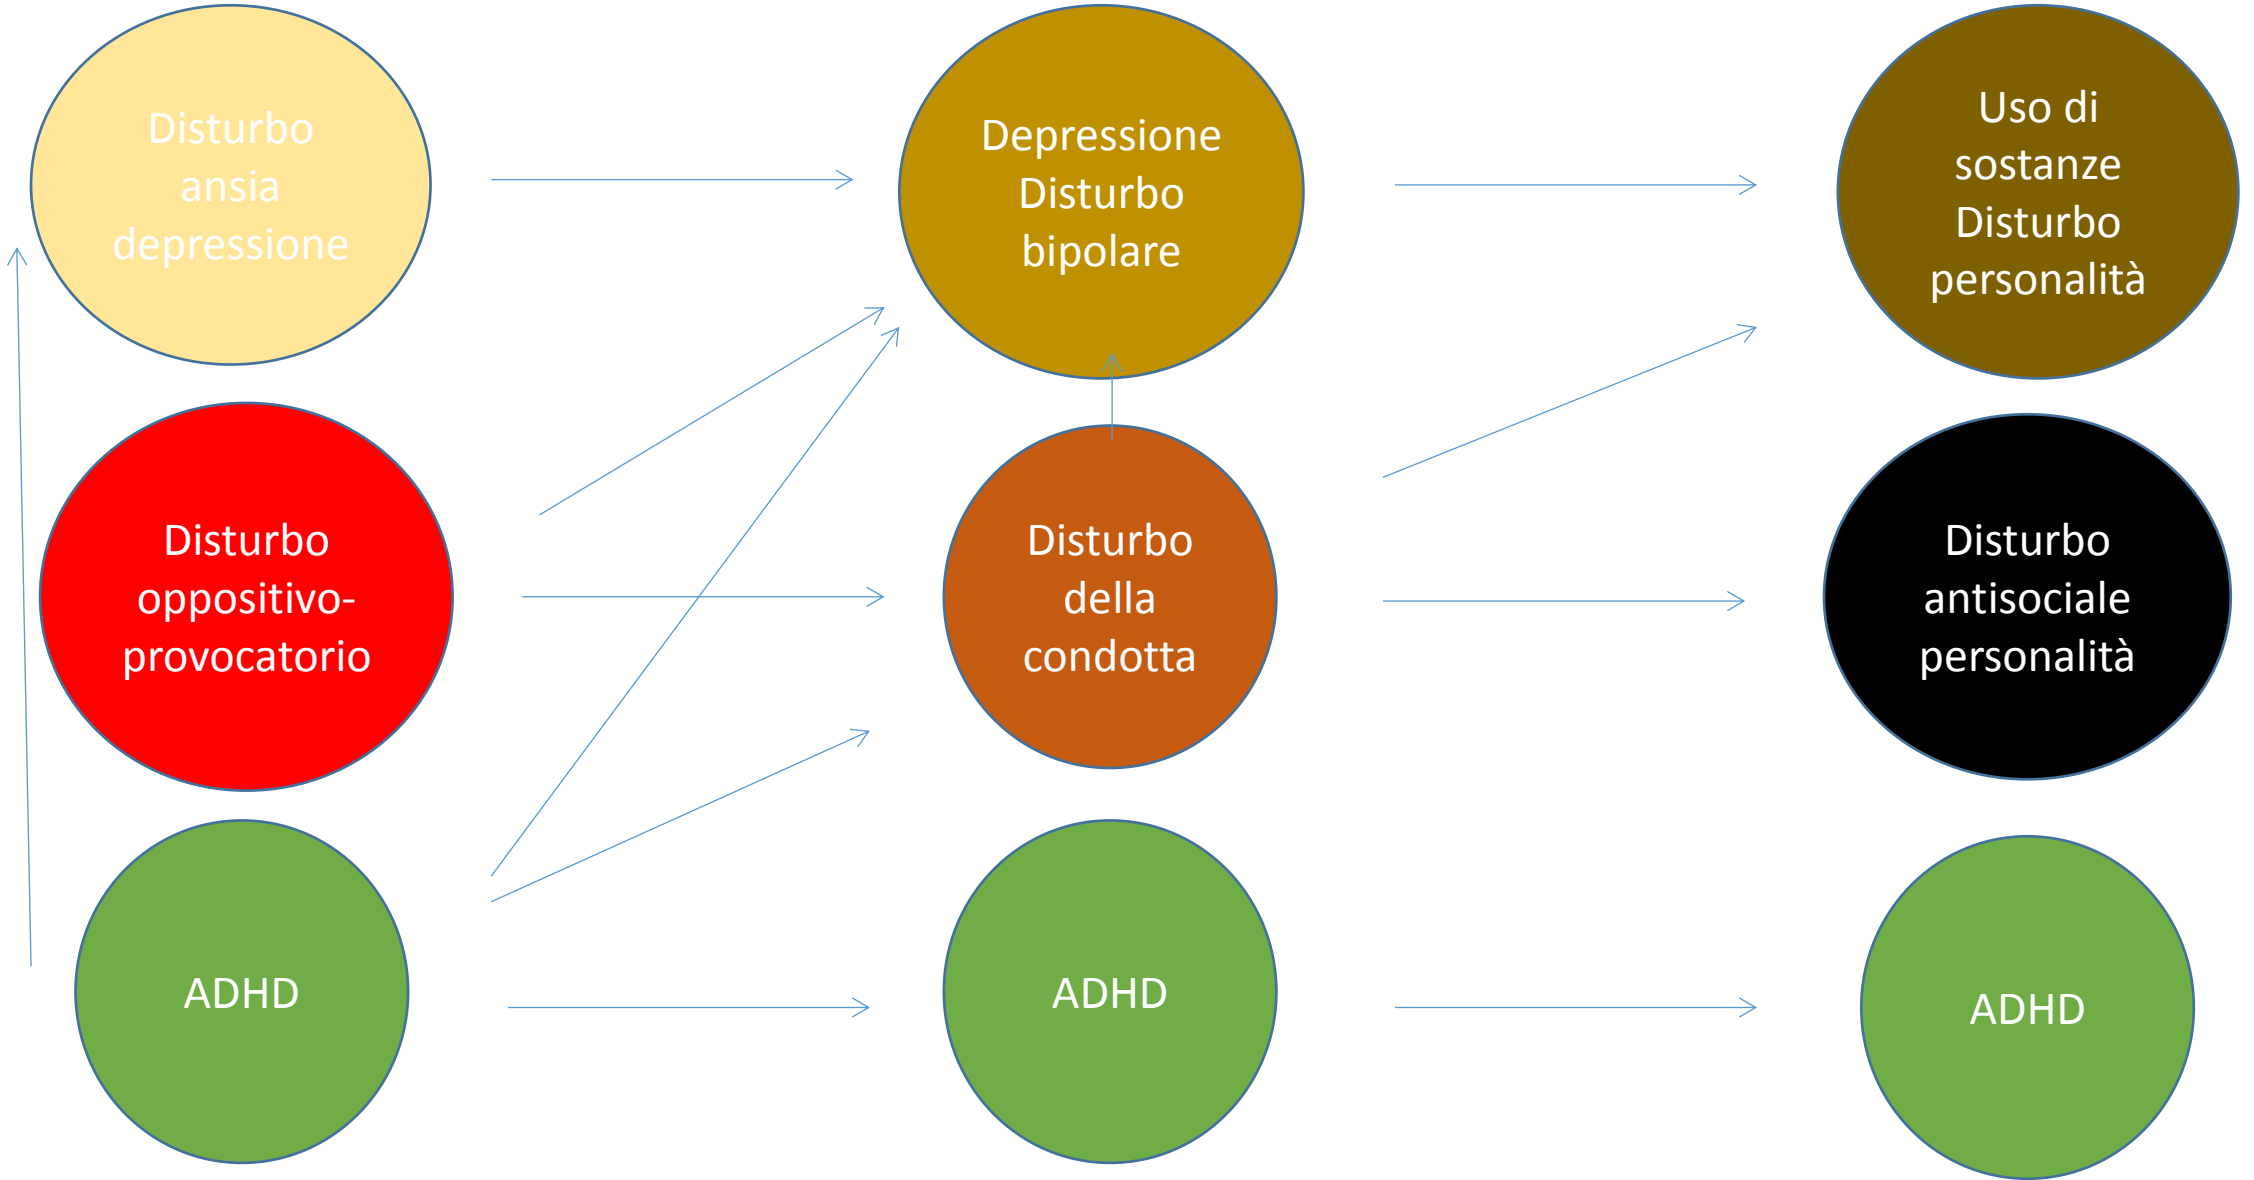 Disturbo
ansia
depressione
Depressione
Disturbo
bipolare
Uso di
sostanze
Disturbo
personalità
Disturbo
oppositivo-
provocatorio
Disturbo
della
condotta
Disturbo
antisociale
personalità
ADHD
ADHD
ADHD